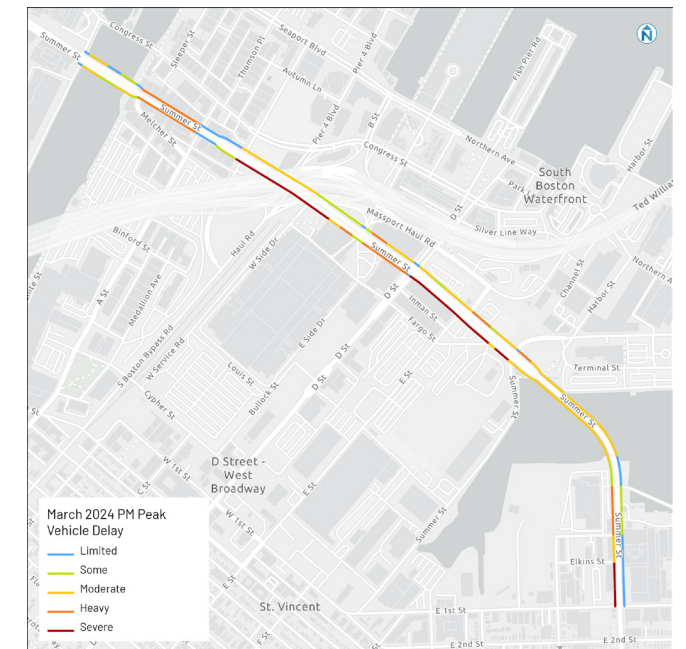 Congress St
Summer St
Sleeper St
Thomson Pl
Seaport Blvd
Pier 4 Blvd
Fish Pier Rd
N
Autumn Ln
Summer St
Melcher St
Pier 4 Blvd
B St
Congress St
Northern Ave
Harbor St
South
Boston
Waterfront
Park L
Ted Willia
D St
Silver Line Way
Massport Haul Rd
Binford St
Haul Rd
W Side Dr
Summer St
Channel St
Harbor St
Northern A
A St
Medallion Ave
D St
Inman St
Fargo St
E Side Dr
S Boston Bypass Rd
W Service Rd
D St
E St
Terminal St
Louis St
Bullock St
D St
Summer St
Summer St
Cypher St
W 1st St
C St
D Street -
West
Broadway
E St
Summer St
Summer St
W 1st St
Elkins St
E St
St. Vincent
E 1st St
F St
E 2nd St
E 2nd St
March 2024 PM Peak
Vehicle Delay
Limited
Some
Moderate
Heavy
Severe